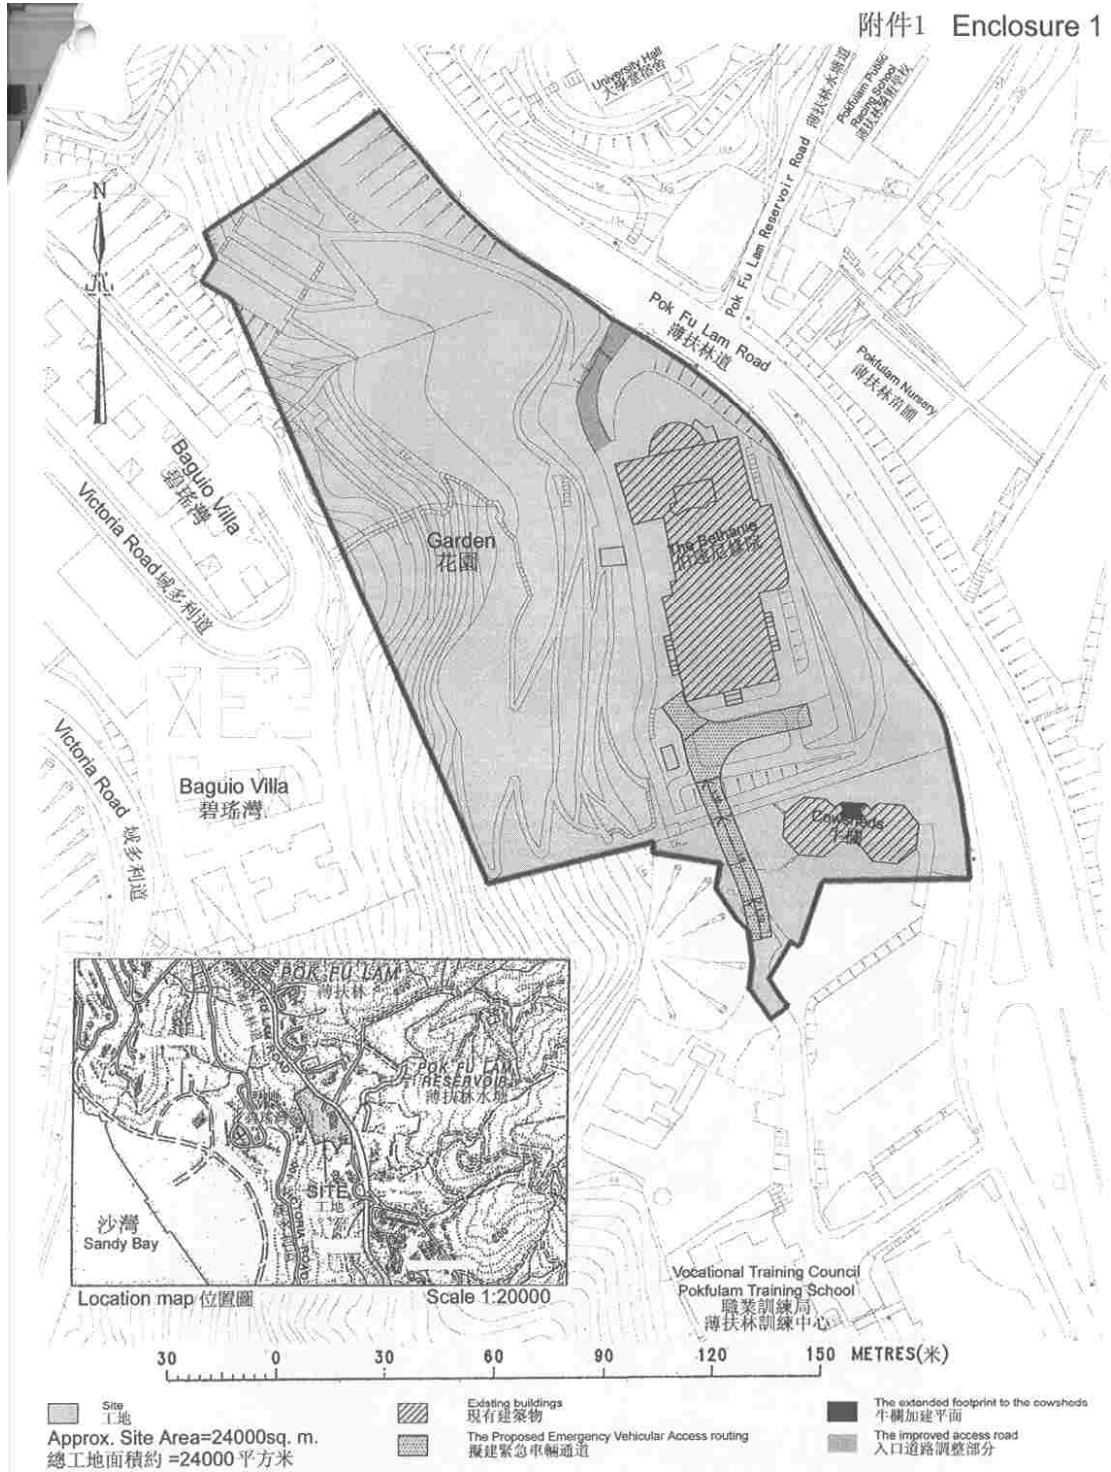 附件1 Enclosure 1
University Hall
大學堂宿舍
Pok Fu Lam Reservoir Road 薄扶林水塘道
Pokfulam Public
Racing School
N
Pok Fu Lam Road
薄扶林道
Pokfulam Nursery
薄扶林苗圃
Baguio Villa
碧瑤灣
Victoria Road 域多利道
Garden
花園
The Bethanie
伯達尼修院
Victoria Road 域多利道
Baguio Villa
碧瑤灣
Cowsheds
牛欄
POK FU LAM
薄扶林
POK FU LAM
RESERVOIR
薄扶林水塘
SITE
工地
VICTORIA ROAD
沙灣
Sandy Bay
Location map 位置圖
Scale 1:20000
Vocational Training Council
Pokfulam Training School
職業訓練局
薄扶林訓練中心
30 0 30 60 90 120 150 METRES(米)
Site
工地
Approx. Site Area=24000sq. m.
總工地面積約 =24000 平方米
Existing buildings
現有建築物
The Proposed Emergency Vehicular Access routing
擬建緊急車輛通道
The extended footprint to the cowsheds
牛欄加建平面
The improved access road
入口道路調整部分